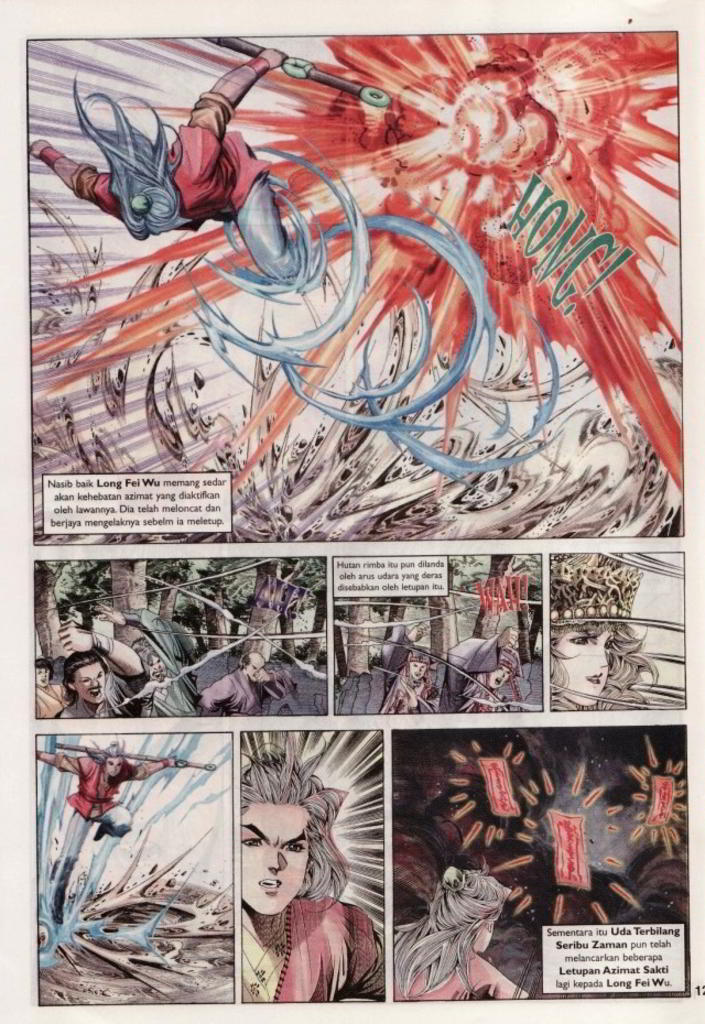 HONG!
Nasib baik Long Fei Wu memang sedar
akan kehebatan azimat yang diaktifkan
oleh lawannya. Dia telah meloncat dan
berjaya mengelaknya sebelm ia meletup.
Hutan rimba itu pun dilanda
oleh arus udara yang deras
disebabkan oleh letupan itu.
Sementara itu Uda Terbilang
Seribu Zaman pun telah
melancarkan beberapa
Letupan Azimat Sakti
lagi kepada Long Fei Wu.
12